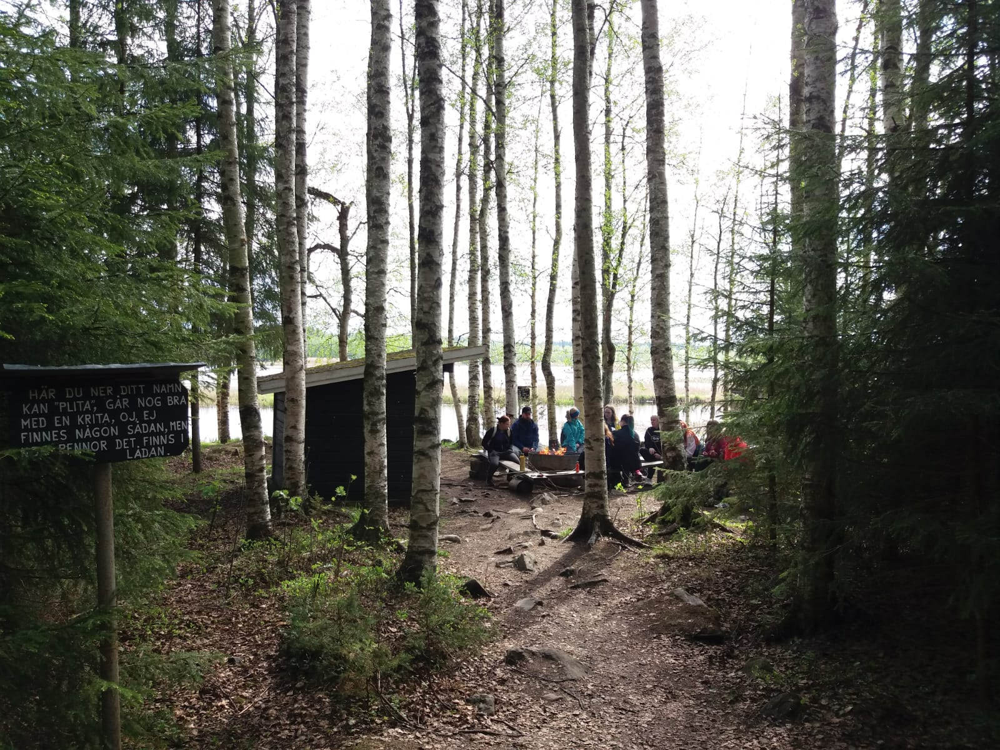 HÄR DU NER DITT NAMN
KAN "PLITA", GÅR NOG BRA
MED EN KRITA, OJ, EJ
FINNES NÅGON SÅDAN, MEN
PENNOR DET FINNS I
LÅDAN.